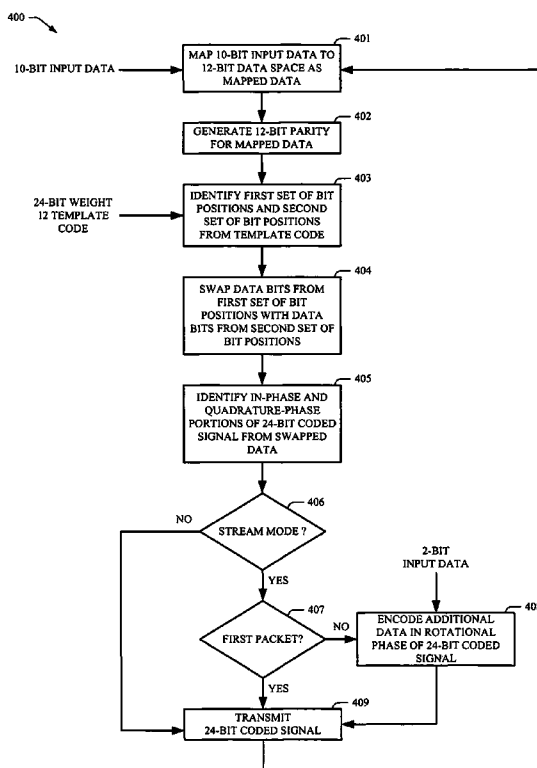 400
401
10-BIT INPUT DATA
MAP 10-BIT INPUT DATA TO
12-BIT DATA SPACE AS
MAPPED DATA
402
GENERATE 12-BIT PARITY
FOR MAPPED DATA
403
24-BIT WEIGHT
12 TEMPLATE
CODE
IDENTIFY FIRST SET OF BIT
POSITIONS AND SECOND
SET OF BIT POSITIONS
FROM TEMPLATE CODE
404
SWAP DATA BITS FROM
FIRST SET OF BIT
POSITIONS WITH DATA
BITS FROM SECOND SET OF
BIT POSITIONS
405
IDENTIFY IN-PHASE AND
QUADRATURE-PHASE
PORTIONS OF 24-BIT CODED
SIGNAL FROM SWAPPED
DATA
406
NO
STREAM MODE ?
YES
2-BIT
INPUT DATA
407
FIRST PACKET?
NO
ENCODE ADDITIONAL
DATA IN ROTATIONAL
PHASE OF 24-BIT CODED
SIGNAL
YES
409
TRANSMIT
24-BIT CODED SIGNAL